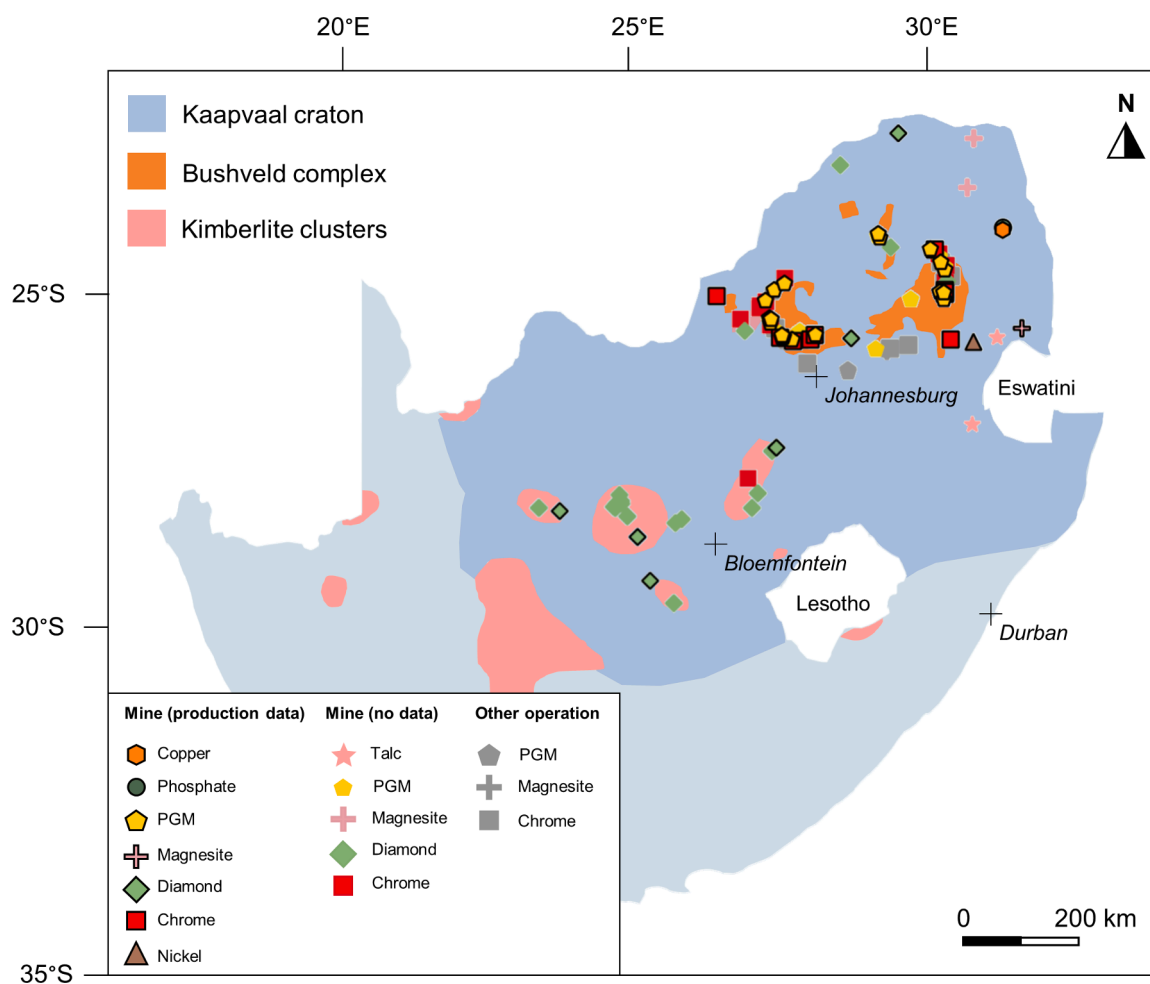 20°E 25°E 30°E
N
Kaapvaal craton
Bushveld complex
Kimberlite clusters
25°S
Eswatini
Johannesburg
Bloemfontein
Lesotho
30°S
Durban
Mine (production data)
Copper
Phosphate
PGM
Magnesite
Diamond
Chrome
Nickel
Mine (no data)
Talc
PGM
Magnesite
Diamond
Chrome
Other operation
PGM
Magnesite
Chrome
0 200 km
35°S